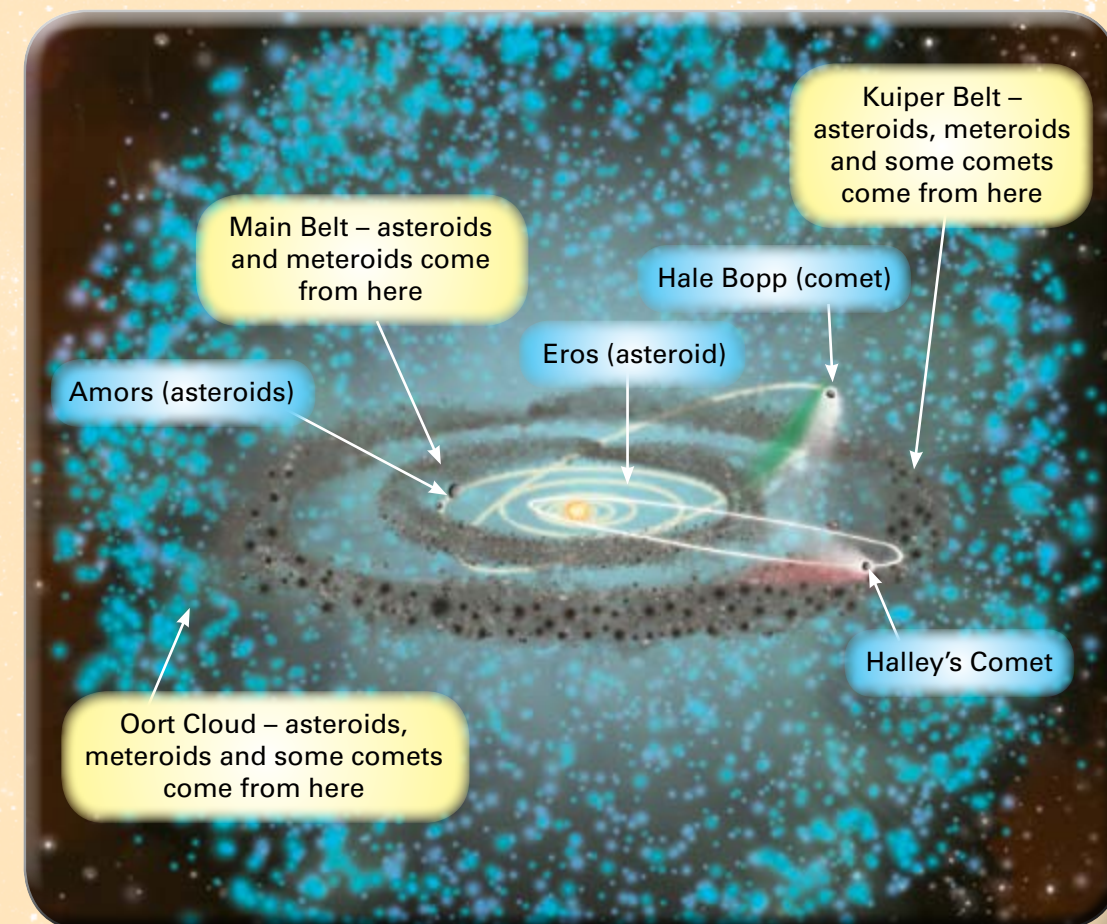 Kuiper Belt –
asteroids, meteroids
and some comets
come from here
Main Belt – asteroids
and meteroids come
from here
Hale Bopp (comet)
Eros (asteroid)
Amors (asteroids)
Halley's Comet
Oort Cloud – asteroids,
meteroids and some comets
come from here